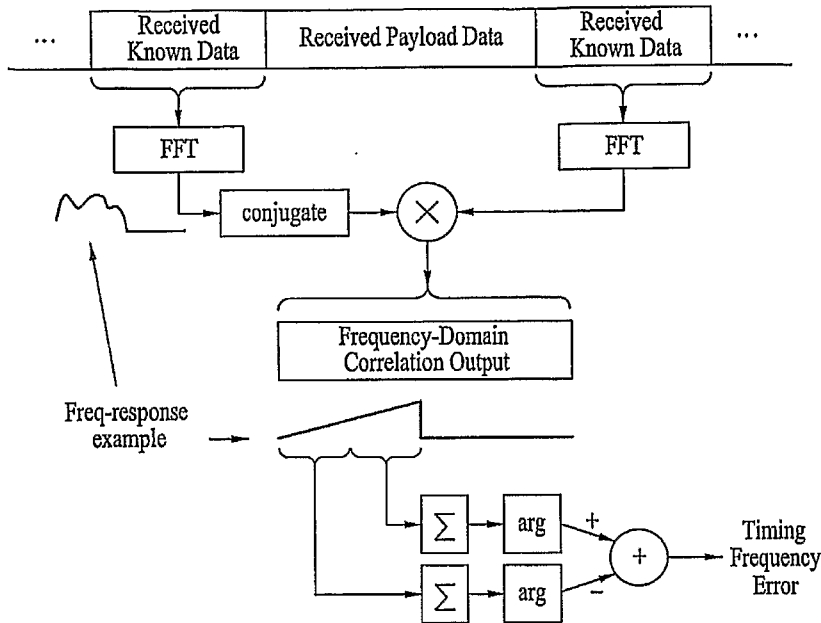 ... Received Known Data Received Payload Data Received Known Data ...
FFT
FFT
conjugate
×
Frequency-Domain
Correlation Output
Freq-response
example
Σ
arg
+
+
Timing
Frequency
Error
Σ
arg
−